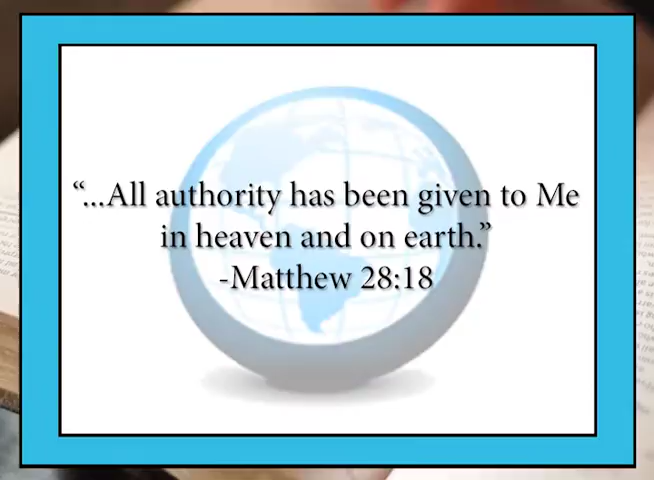 “...All authority has been given to Me
in heaven and on earth.”
-Matthew 28:18